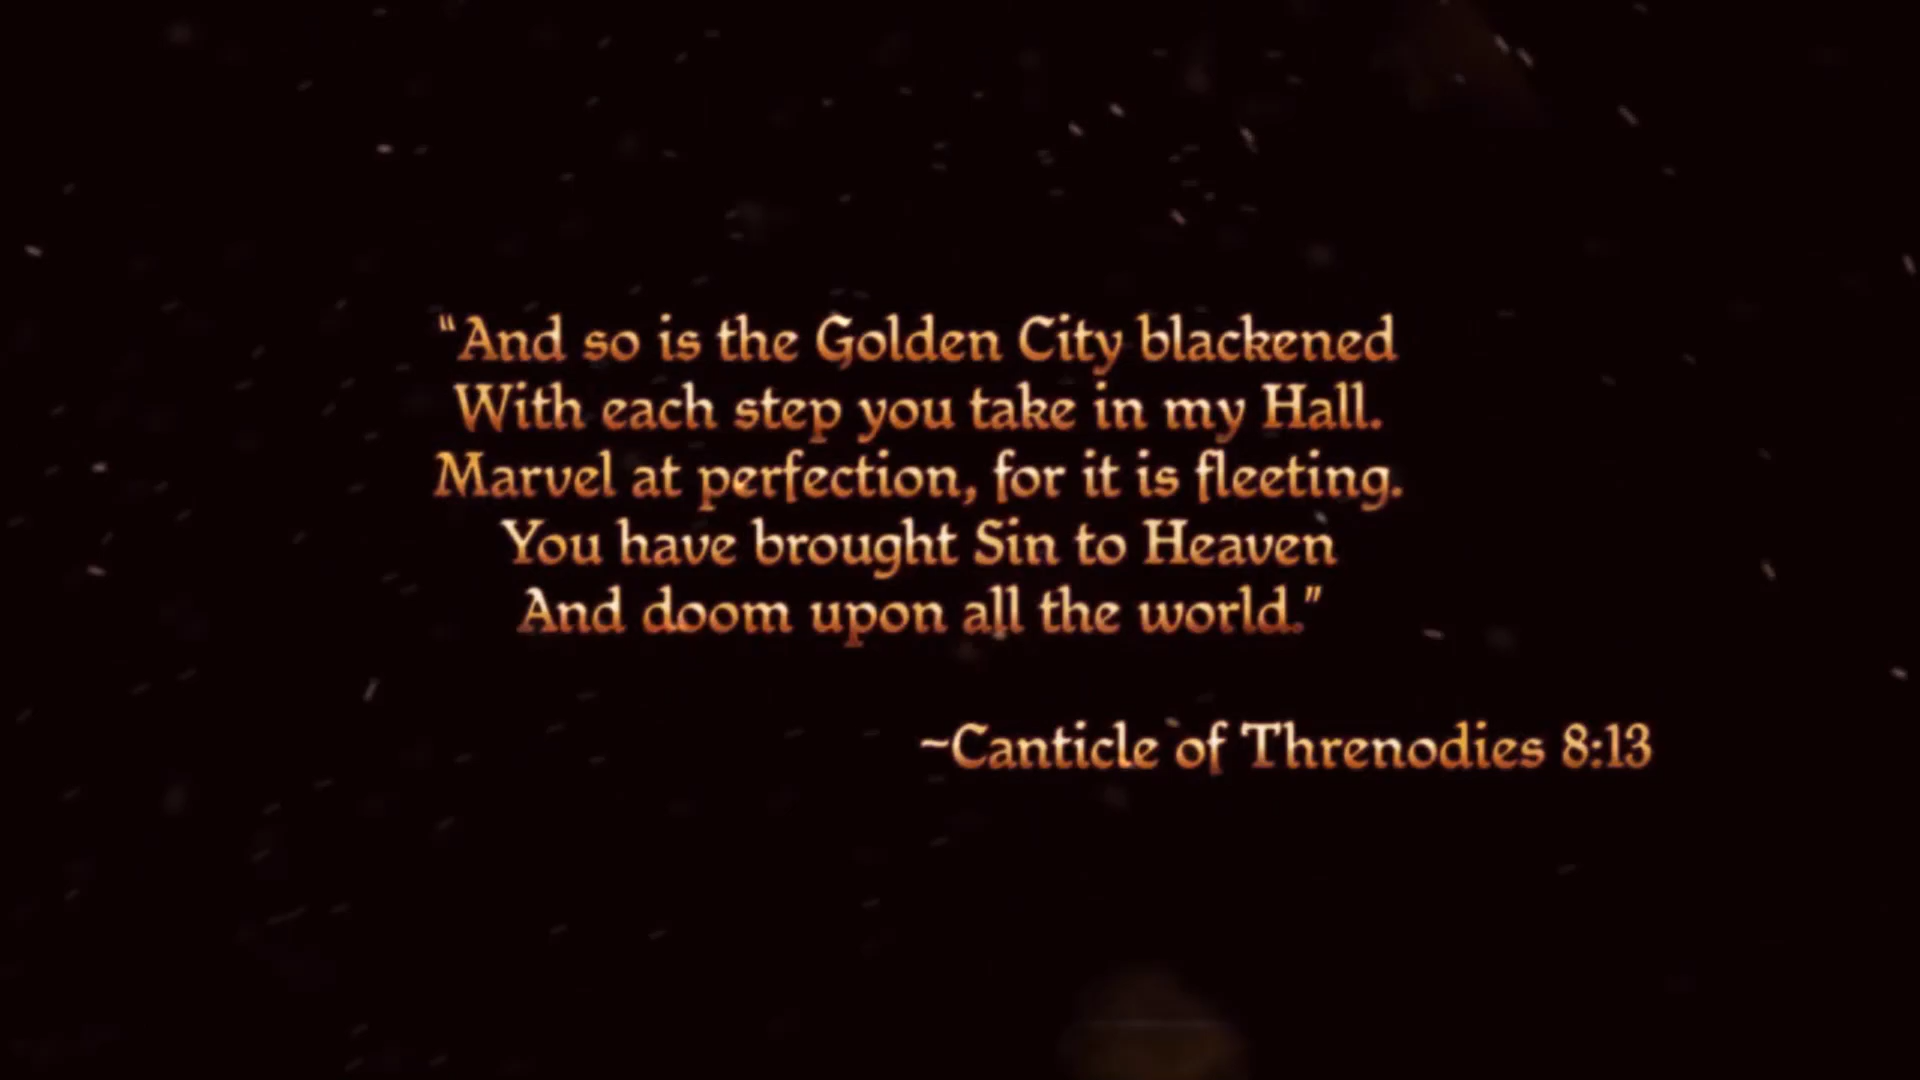 “And so is the Golden City blackened
With each step you take in my Hall.
Marvel at perfection, for it is fleeting.
You have brought Sin to Heaven
And doom upon all the world.”
~Canticle of Threnodies 8:13